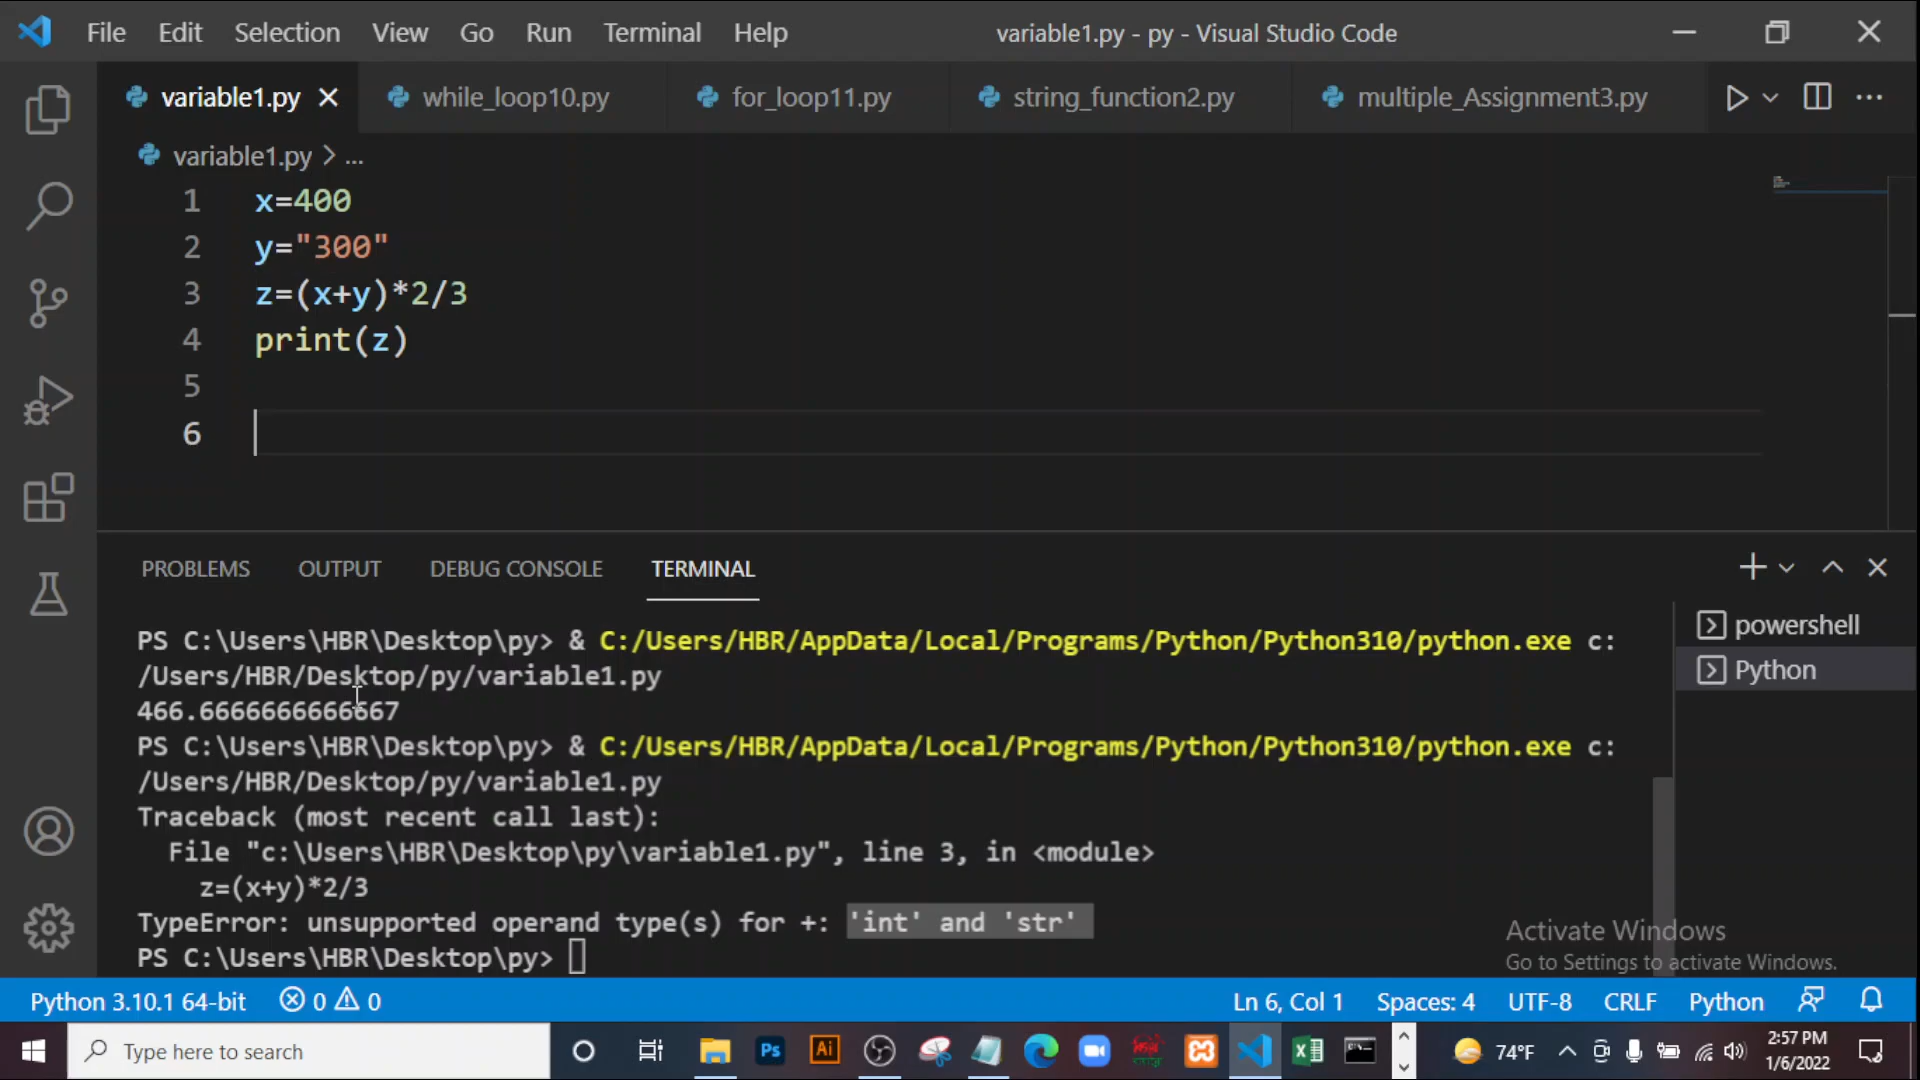 File Edit Selection View Go Run Terminal Help variable1.py - py - Visual Studio Code
variable1.py while_loop10.py for_loop11.py string_function2.py multiple_Assignment3.py ...
variable1.py > ...
1 x=400
2 y="300"
3 z=(x+y)*2/3
4 print(z)
5
6
PROBLEMS OUTPUT DEBUG CONSOLE TERMINAL
PS C:\Users\HBR\Desktop\py> & C:/Users/HBR/AppData/Local/Programs/Python/Python310/python.exe c:
/Users/HBR/Desktop/py/variable1.py
466.6666666666667
PS C:\Users\HBR\Desktop\py> & C:/Users/HBR/AppData/Local/Programs/Python/Python310/python.exe c:
/Users/HBR/Desktop/py/variable1.py
Traceback (most recent call last):
File "c:\Users\HBR\Desktop\py\variable1.py", line 3, in <module>
z=(x+y)*2/3
TypeError: unsupported operand type(s) for +: 'int' and 'str'
PS C:\Users\HBR\Desktop\py>
powershell
Python
Activate Windows
Go to Settings to activate Windows.
Python 3.10.1 64-bit 0 0 Ln 6, Col 1 Spaces: 4 UTF-8 CRLF Python
Type here to search Ps Ai 74°F 2:57 PM
1/6/2022